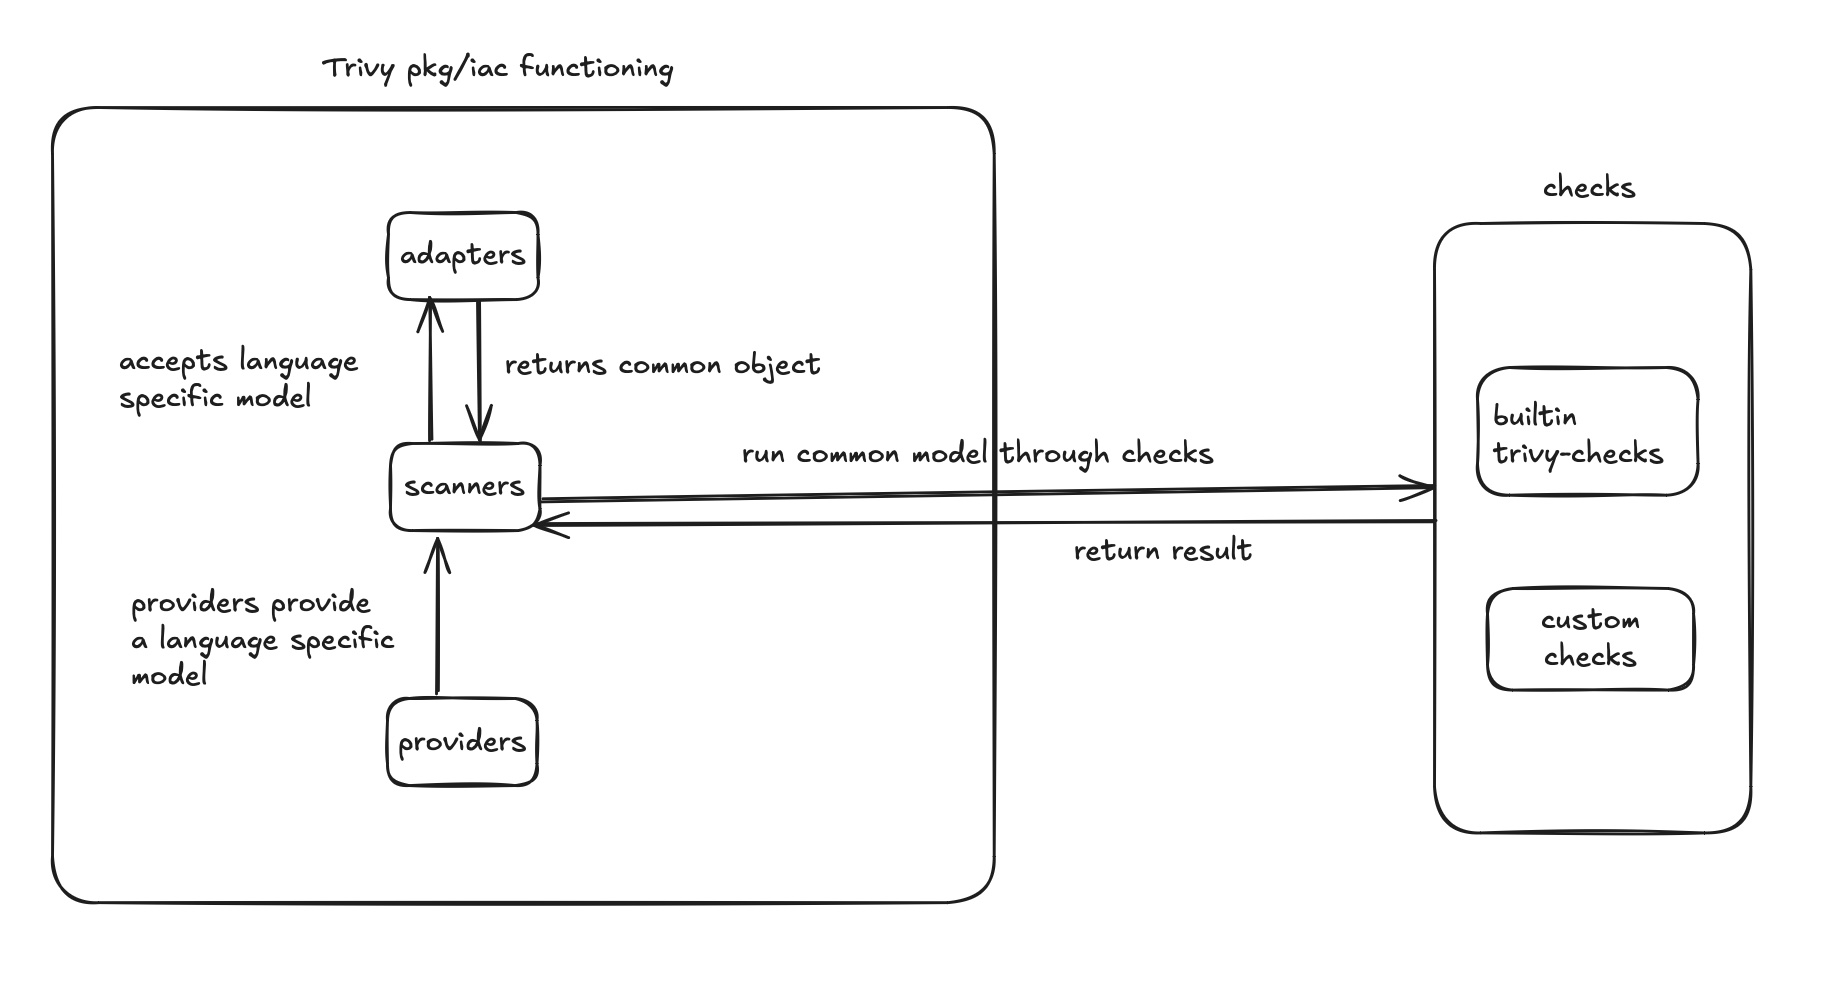 Trivy pkg/iac functioning
checks
adapters
accepts language
specific model
returns common object
builtin
trivy-checks
run common model through checks
scanners
return result
custom
checks
providers provide
a language specific
model
providers